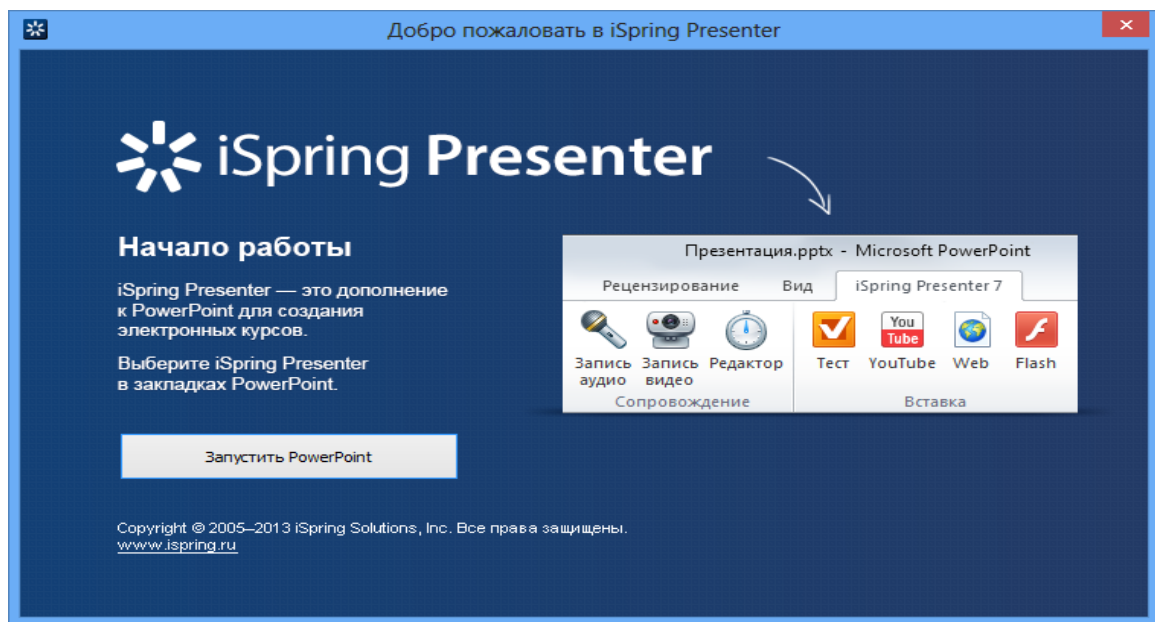 Добро пожаловать в iSpring Presenter
iSpring Presenter
Начало работы
iSpring Presenter — это дополнение
к PowerPoint для создания
электронных курсов.
Выберите iSpring Presenter
в закладках PowerPoint.
Запустить PowerPoint
Презентация.pptx - Microsoft PowerPoint
Рецензирование Вид iSpring Presenter 7
You
Tube
Запись Запись Редактор Тест YouTube Web Flash
аудио видео
Сопровождение Вставка
Copyright © 2005–2013 iSpring Solutions, Inc. Все права защищены.
www.ispring.ru